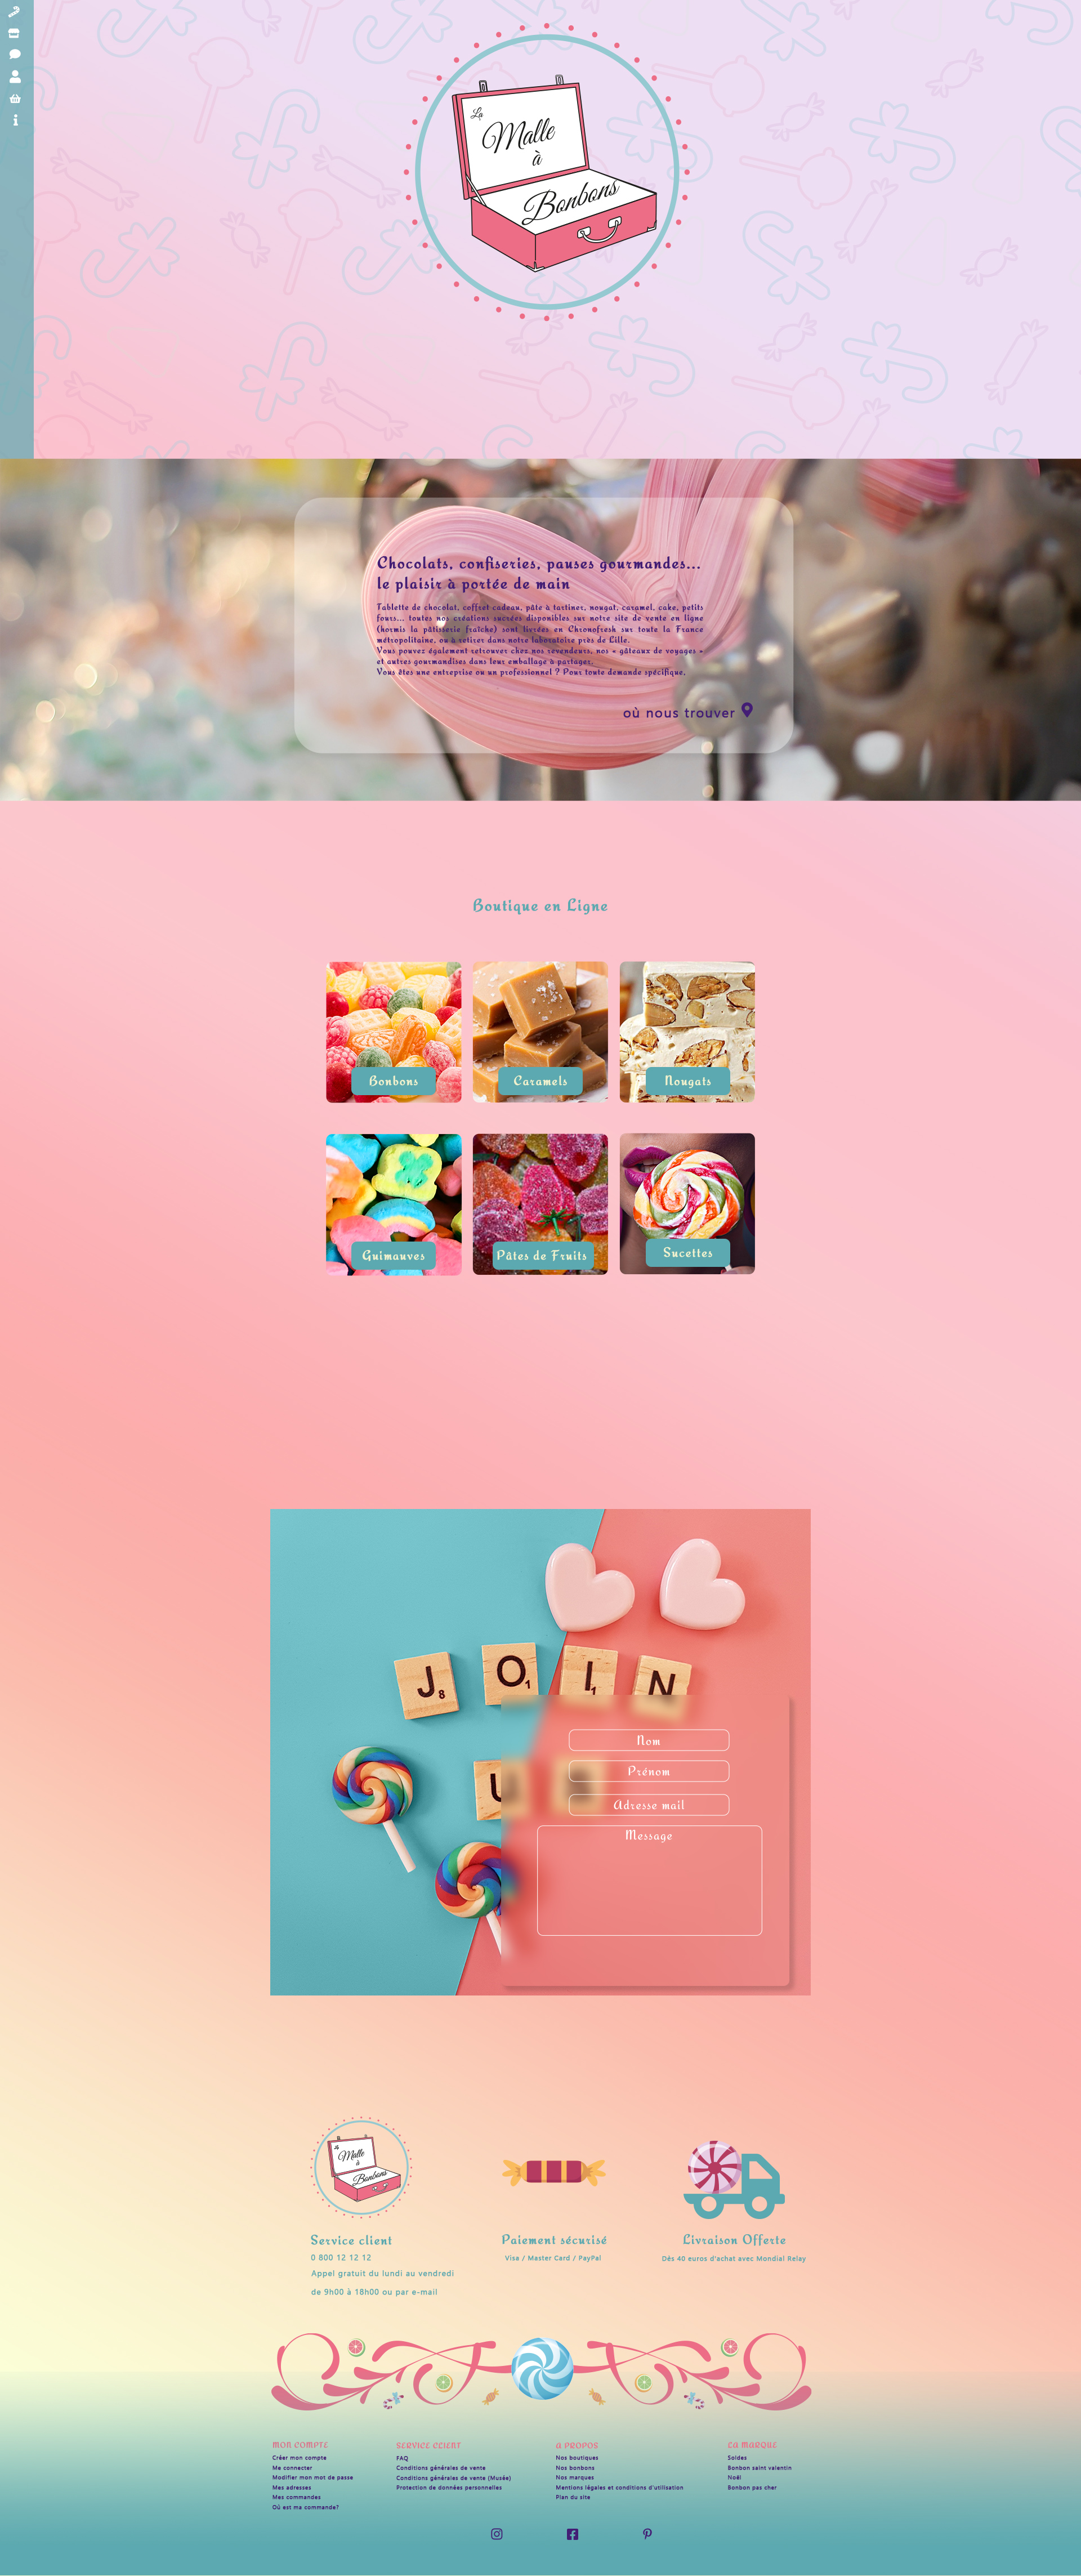 La
Malle
à
Bonbons
Chocolats, confiseries, pauses gourmandes...
le plaisir à portée de main
Tablette de chocolat, coffret cadeau, pâte à tartiner, nougat, caramel, cake, petits
fours... toutes nos créations sucrées disponibles sur notre site de vente en ligne
(hormis la pâtisserie fraîche) sont livrées en Chronofresh sur toute la France
métropolitaine, ou à retirer dans notre laboratoire près de Lille.
Vous pouvez également retrouver chez nos revendeurs, nos « gâteaux de voyages »
et autres gourmandises dans leur emballage à partager.
Vous êtes une entreprise ou un professionnel ? Pour toute demande spécifique.
où nous trouver
Boutique en Ligne
Bonbons
Caramels
Nougats
Guimauves
Pâtes de Fruits
Sucettes
J8 O1 I1 N
U
Nom
Prénom
Adresse mail
Message
La
Malle
à
Bonbons
Service client
0 800 12 12 12
Appel gratuit du lundi au vendredi
de 9h00 à 18h00 ou par e-mail
Paiement sécurisé
Visa / Master Card / PayPal
Livraison Offerte
Dès 40 euros d'achat avec Mondial Relay
MON COMPTE
Créer mon compte
Me connecter
Modifier mon mot de passe
Mes adresses
Mes commandes
Où est ma commande?
SERVICE CLIENT
FAQ
Conditions générales de vente
Conditions générales de vente (Musée)
Protection de données personnelles
A PROPOS
Nos boutiques
Nos bonbons
Nos marques
Mentions légales et conditions d'utilisation
Plan du site
LA MARQUE
Soldes
Bonbon saint valentin
Noël
Bonbon pas cher